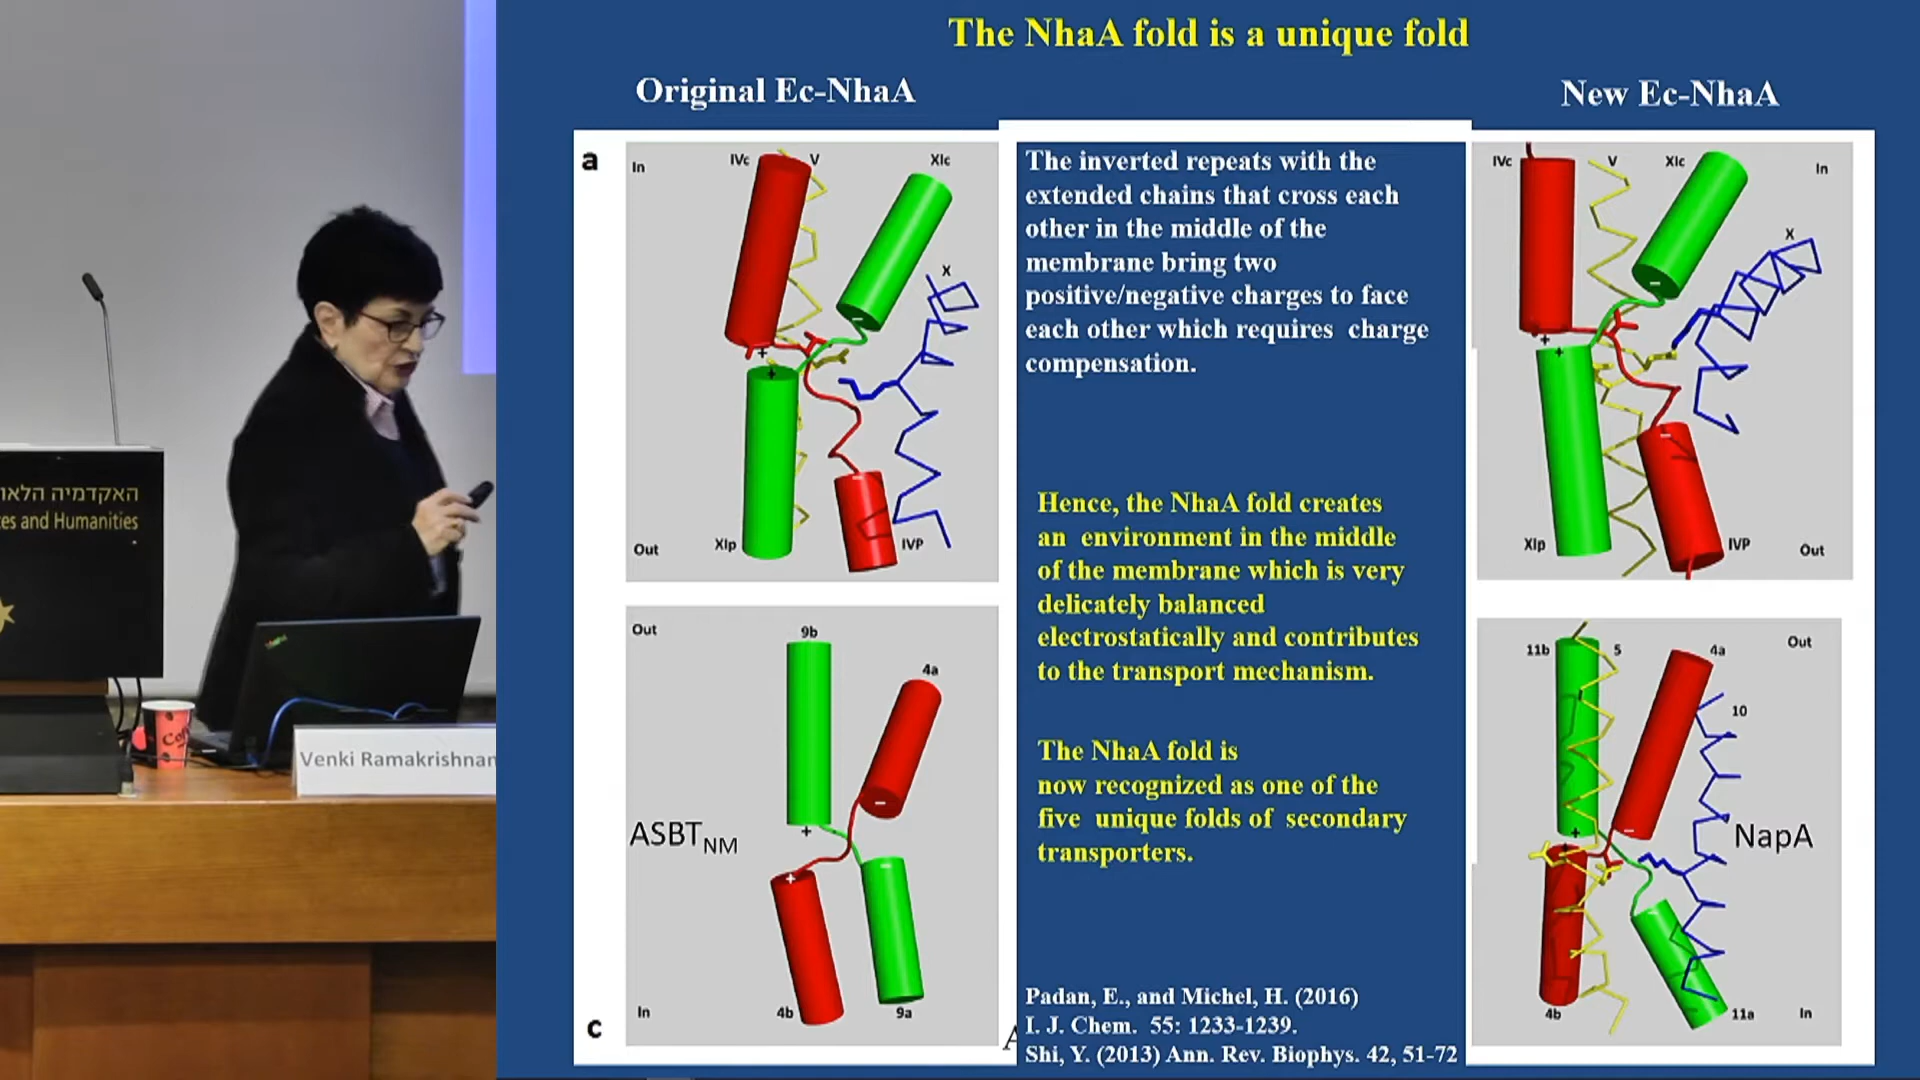 האקדמיה הלאו
es and Humanities
Venki Ramakrishnan
The NhaA fold is a unique fold
Original Ec-NhaA
New Ec-NhaA
a
In
IVc
V
XIc
X
+
+
-
-
Out
XIp
IVP
The inverted repeats with the
extended chains that cross each
other in the middle of the
membrane bring two
positive/negative charges to face
each other which requires charge
compensation.
Hence, the NhaA fold creates
an environment in the middle
of the membrane which is very
delicately balanced
electrostatically and contributes
to the transport mechanism.
The NhaA fold is
now recognized as one of the
five unique folds of secondary
transporters.
Padan, E., and Michel, H. (2016)
I. J. Chem. 55: 1233-1239.
Shi, Y. (2013) Ann. Rev. Biophys. 42, 51-72
IVc
V
XIc
In
X
-
+
+
-
XIp
IVP
Out
Out
9b
4a
-
+
ASBTNM
+
-
c
In
4b
9a
11b
5
4a
Out
10
+
-
+
NapA
-
4b
11a
In